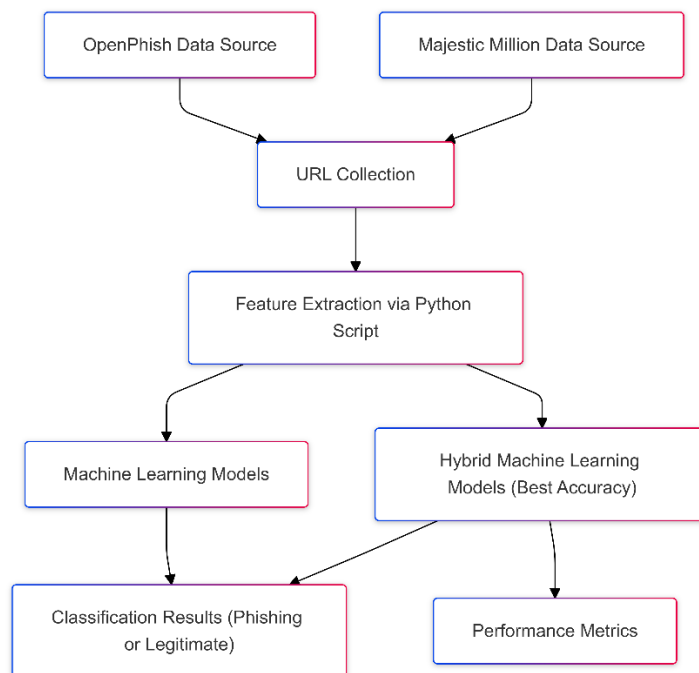 OpenPhish Data Source
Majestic Million Data Source
URL Collection
Feature Extraction via Python
Script
Machine Learning Models
Hybrid Machine Learning
Models (Best Accuracy)
Classification Results (Phishing
or Legitimate)
Performance Metrics